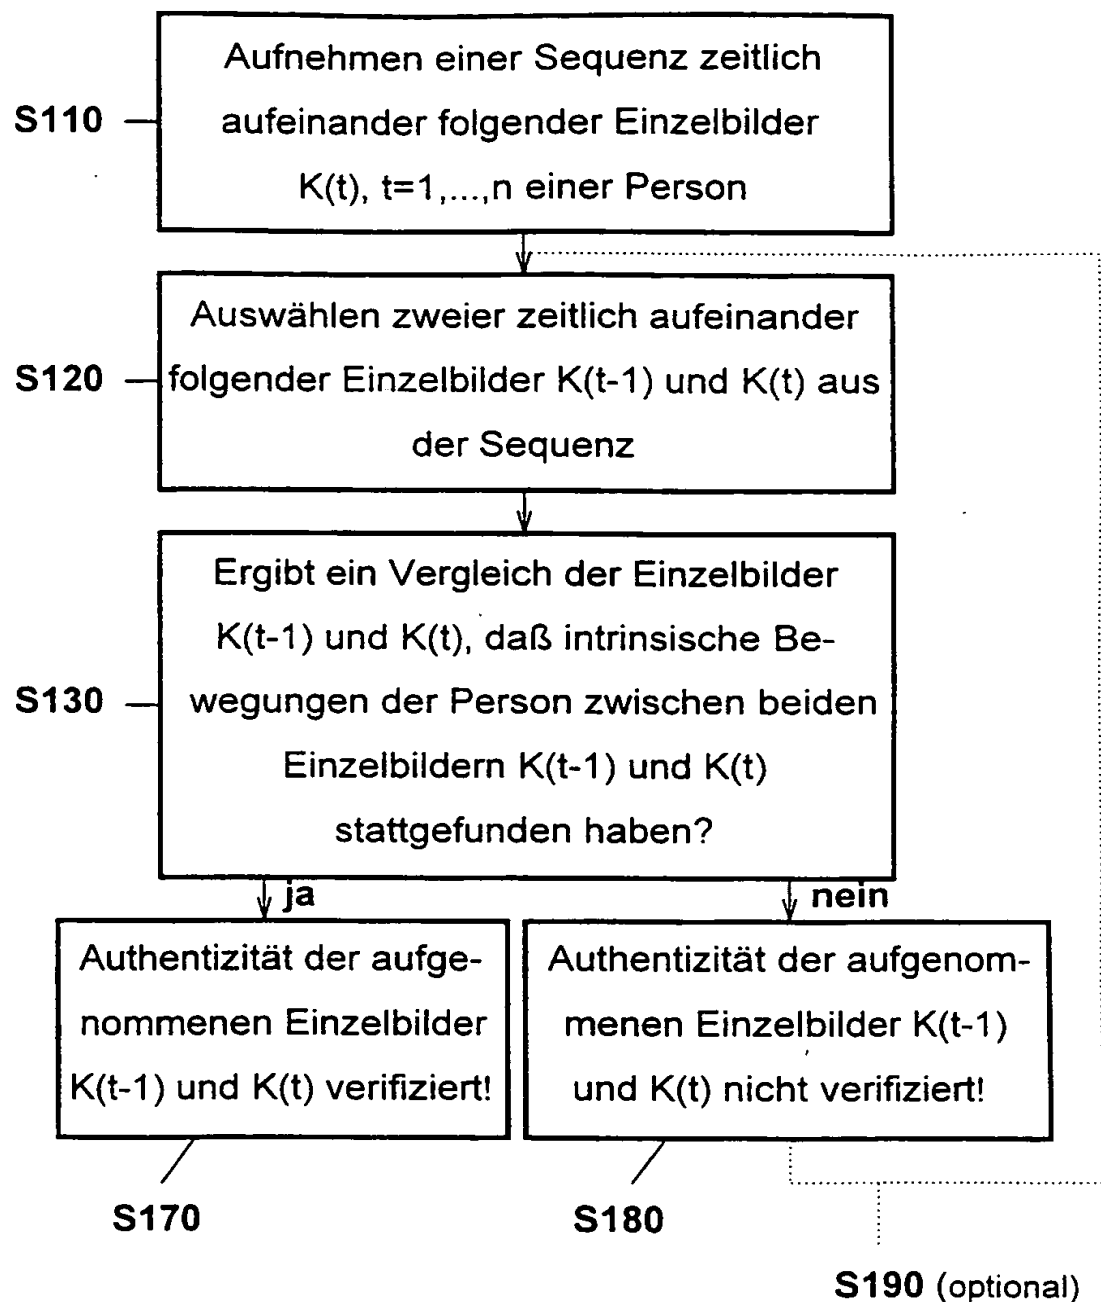 Aufnehmen einer Sequenz zeitlich
S110
aufeinander folgender Einzelbilder
K(t), t=1,...,n einer Person
Auswählen zweier zeitlich aufeinander
S120
folgender Einzelbilder K(t-1) und K(t) aus
der Sequenz
Ergibt ein Vergleich der Einzelbilder
K(t-1) und K(t), daß intrinsische Be-
S130
wegungen der Person zwischen beiden
Einzelbildern K(t-1) und K(t)
stattgefunden haben?
ja
nein
Authentizität der aufge-
nommenen Einzelbilder
K(t-1) und K(t) verifiziert!
Authentizität der aufgenom-
menen Einzelbilder K(t-1)
und K(t) nicht verifiziert!
S170
S180
S190 (optional)